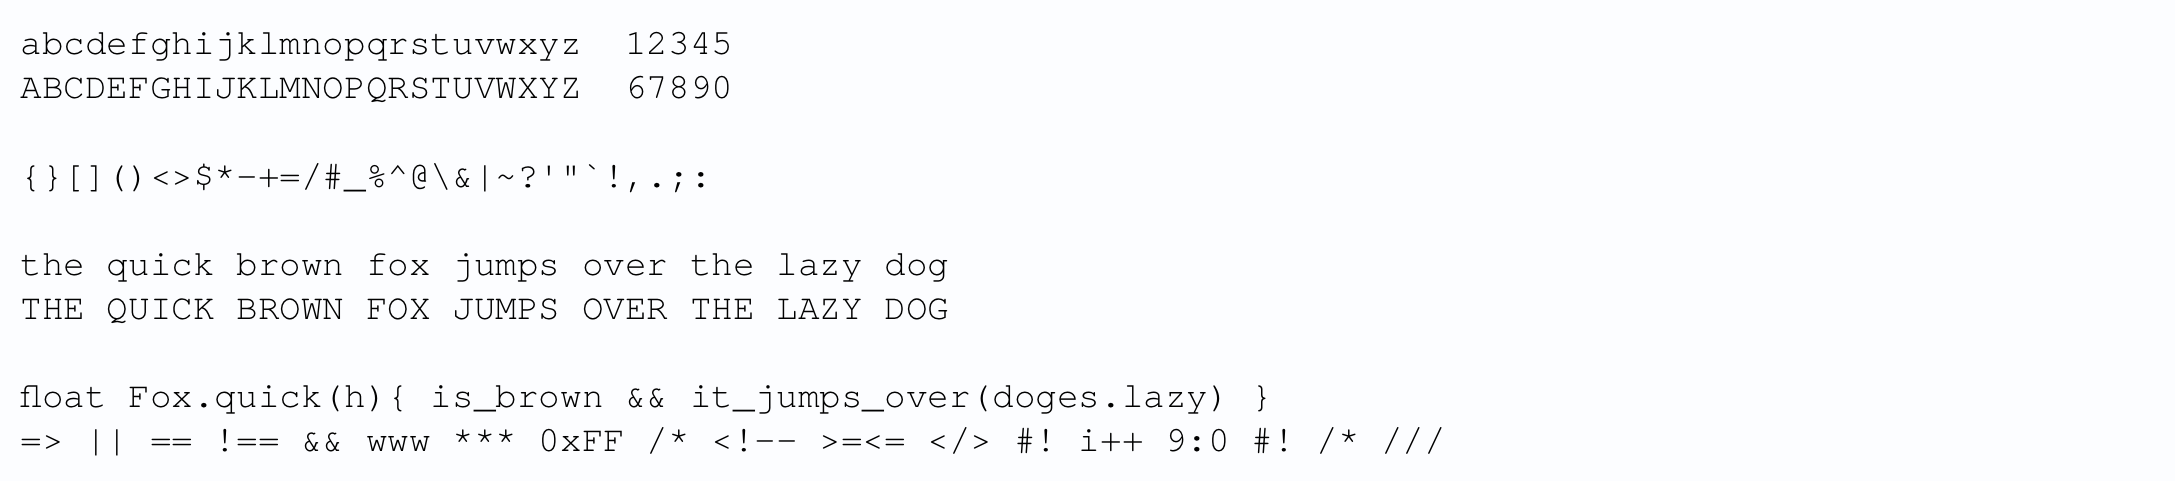 abcdefghijklmnopqrstuvwxyz  12345
ABCDEFGHIJKLMNOPQRSTUVWXYZ  67890
{}[]()<>$*-+=/#_%^@\&|~?'"`!,.;:
the quick brown fox jumps over the lazy dog
THE QUICK BROWN FOX JUMPS OVER THE LAZY DOG
float Fox.quick(h){ is_brown && it_jumps_over(doges.lazy) }
=> || == !== && www *** 0xFF /* <!-- >=<= </> #! i++ 9:0 #! /* ///